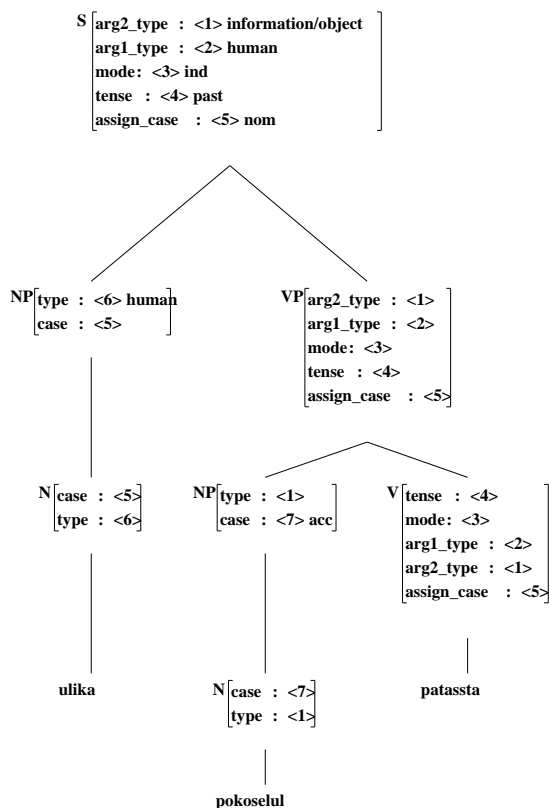 S
arg2_type : <1> information/object
arg1_type : <2> human
mode: <3> ind
tense : <4> past
assign_case : <5> nom
NP
type : <6> human
case : <5>
VP
arg2_type : <1>
arg1_type : <2>
mode: <3>
tense : <4>
assign_case : <5>
N
case : <5>
type : <6>
NP
type : <1>
case : <7> acc
V
tense : <4>
mode: <3>
arg1_type : <2>
arg2_type : <1>
assign_case : <5>
ulika
N
case : <7>
type : <1>
patassta
pokoselul